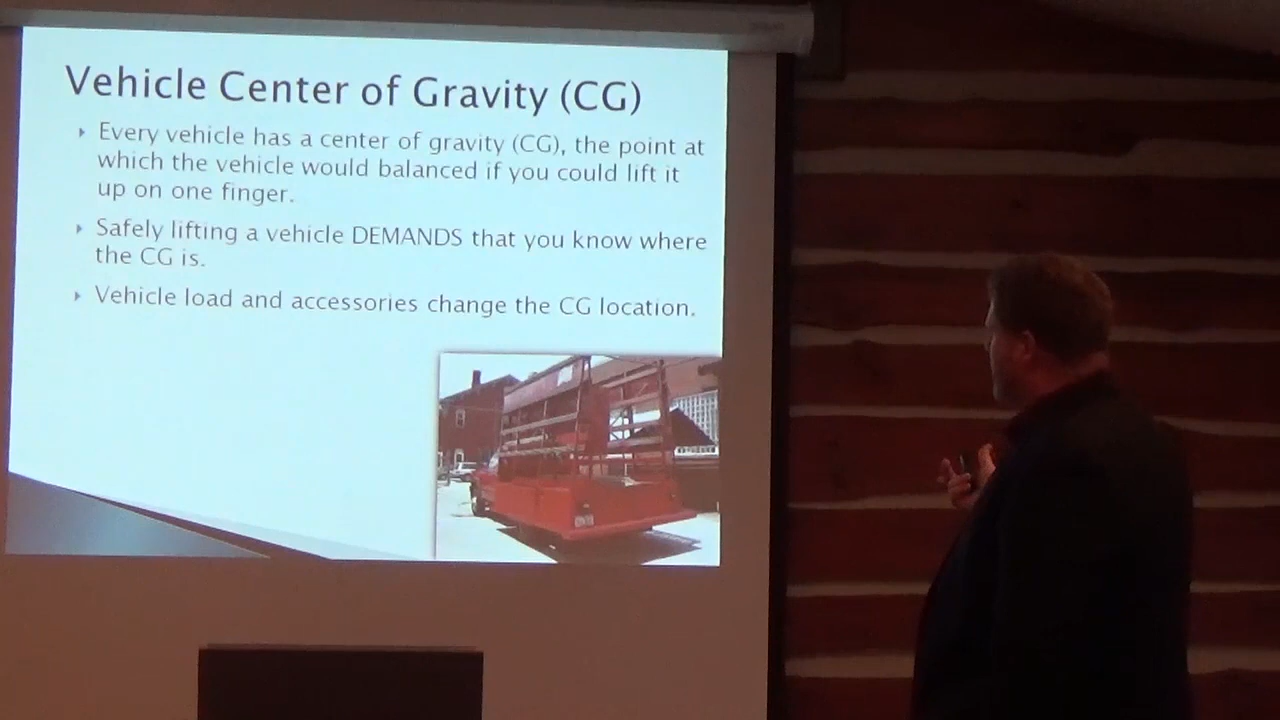 Vehicle Center of Gravity (CG)
Every vehicle has a center of gravity (CG), the point at
which the vehicle would balanced if you could lift it
up on one finger.
Safely lifting a vehicle DEMANDS that you know where
the CG is.
Vehicle load and accessories change the CG location.